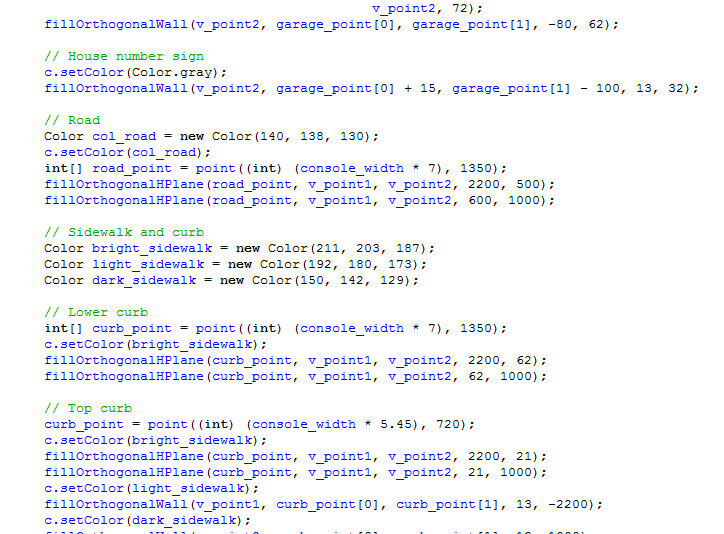 v_point2, 72);
fillOrthogonalWall(v_point2, garage_point[0], garage_point[1], -80, 62);
// House number sign
c.setColor(Color.gray);
fillOrthogonalWall(v_point2, garage_point[0] + 15, garage_point[1] - 100, 13, 32);
// Road
Color col_road = new Color(140, 138, 130);
c.setColor(col_road);
int[] road_point = point((int) (console_width * 7), 1350);
fillOrthogonalHPlane(road_point, v_point1, v_point2, 2200, 500);
fillOrthogonalHPlane(road_point, v_point1, v_point2, 600, 1000);
// Sidewalk and curb
Color bright_sidewalk = new Color(211, 203, 187);
Color light_sidewalk = new Color(192, 180, 173);
Color dark_sidewalk = new Color(150, 142, 129);
// Lower curb
int[] curb_point = point((int) (console_width * 7), 1350);
c.setColor(bright_sidewalk);
fillOrthogonalHPlane(curb_point, v_point1, v_point2, 2200, 62);
fillOrthogonalHPlane(curb_point, v_point1, v_point2, 62, 1000);
// Top curb
curb_point = point((int) (console_width * 5.45), 720);
c.setColor(bright_sidewalk);
fillOrthogonalHPlane(curb_point, v_point1, v_point2, 2200, 21);
fillOrthogonalHPlane(curb_point, v_point1, v_point2, 21, 1000);
c.setColor(light_sidewalk);
fillOrthogonalWall(v_point1, curb_point[0], curb_point[1], 13, -2200);
c.setColor(dark_sidewalk);